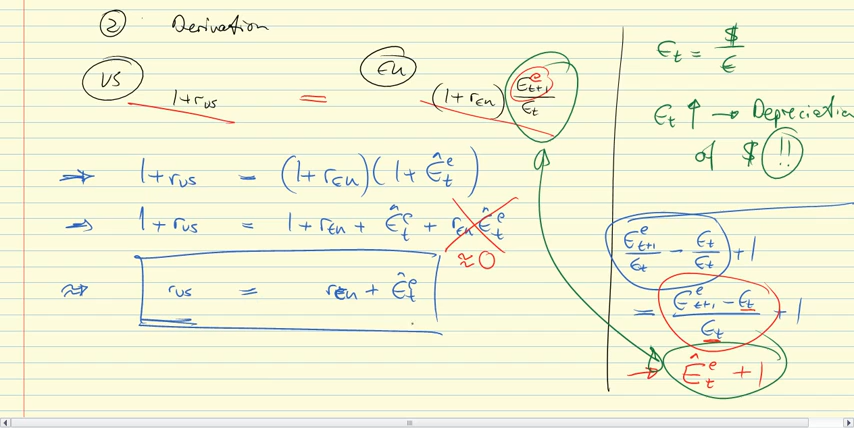 ② Derivation
US EU
1+r_US = (1+r_EU) E^e_{t+1}/E_t
⇒ 1+r_US = (1+r_EU)(1+Ê^e_t)
⇒ 1+r_US = 1+r_EU + Ê^e_t + r_EU Ê^e_t
≈0
≈> r_US = r_EU + Ê^e_t
E_t = $/€
E_t ↑ → Depreciation
of $ !!
E^e_{t+1}/E_t − E_t/E_t + 1
= (E^e_{t+1} − E_t)/E_t + 1
→ Ê^e_t + 1